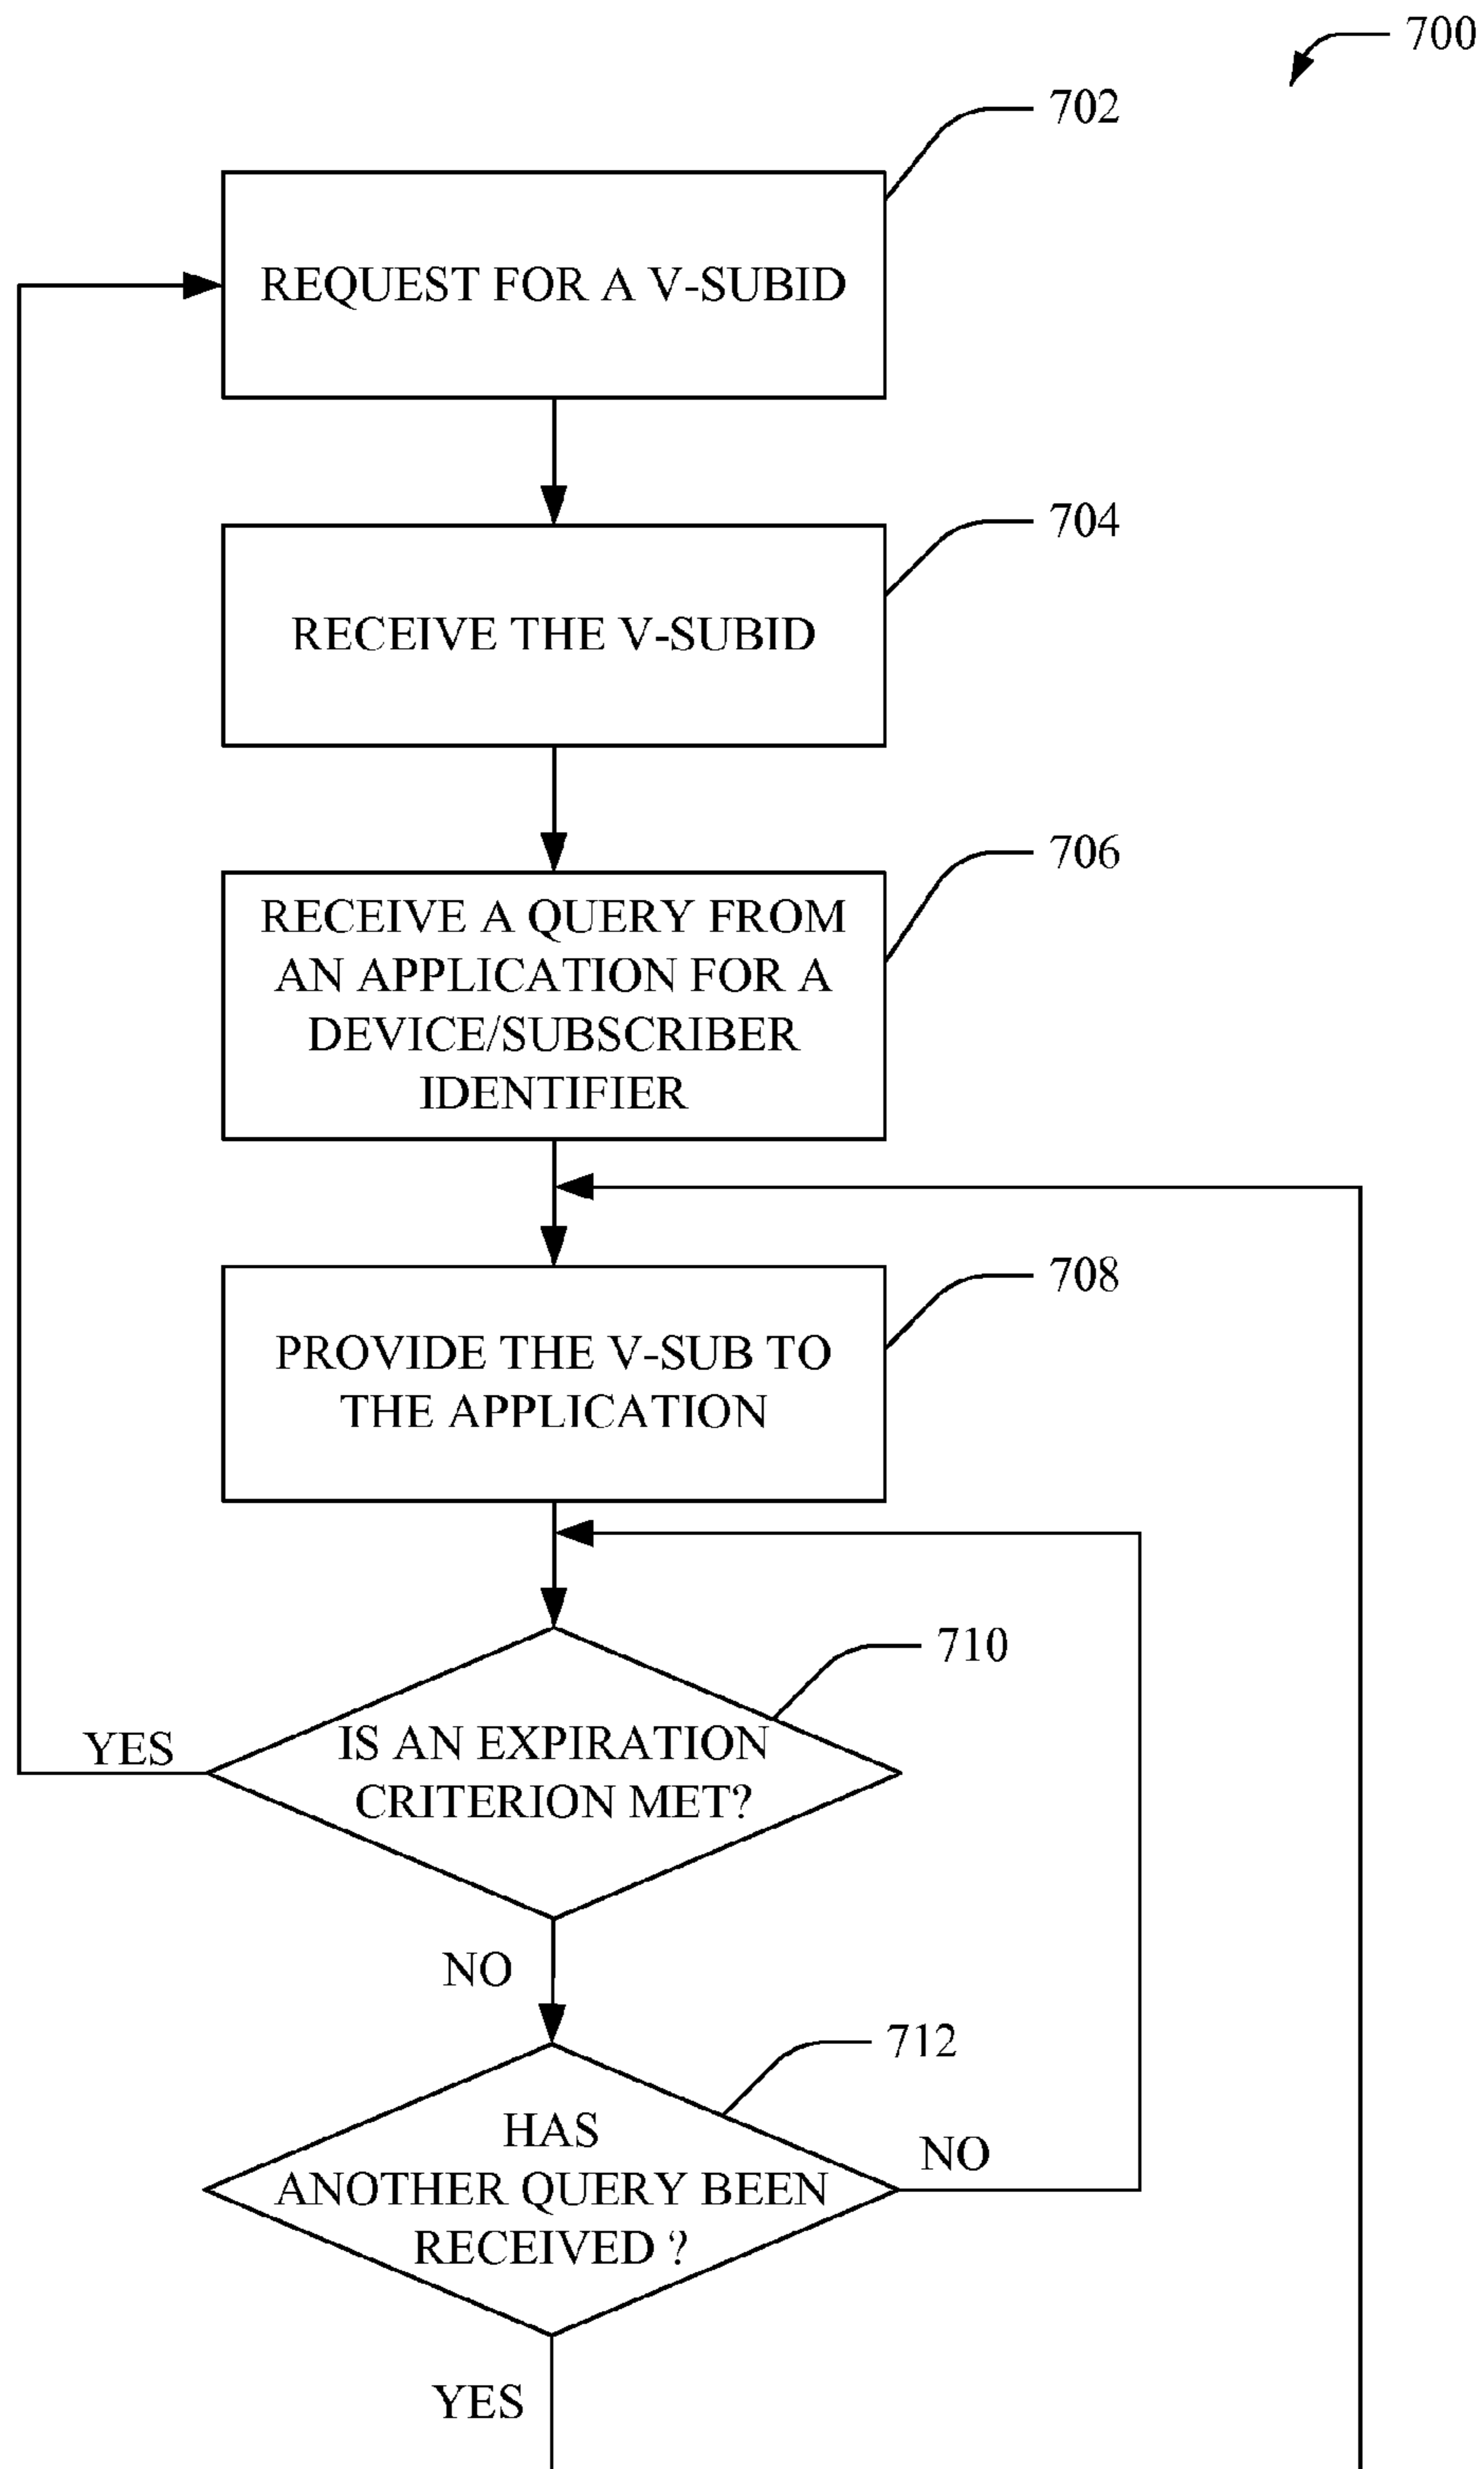 700
702
REQUEST FOR A V-SUBID
704
RECEIVE THE V-SUBID
706
RECEIVE A QUERY FROM
AN APPLICATION FOR A
DEVICE/SUBSCRIBER
IDENTIFIER
708
PROVIDE THE V-SUB TO
THE APPLICATION
710
YES
IS AN EXPIRATION
CRITERION MET?
NO
712
HAS
ANOTHER QUERY BEEN
RECEIVED ?
NO
YES